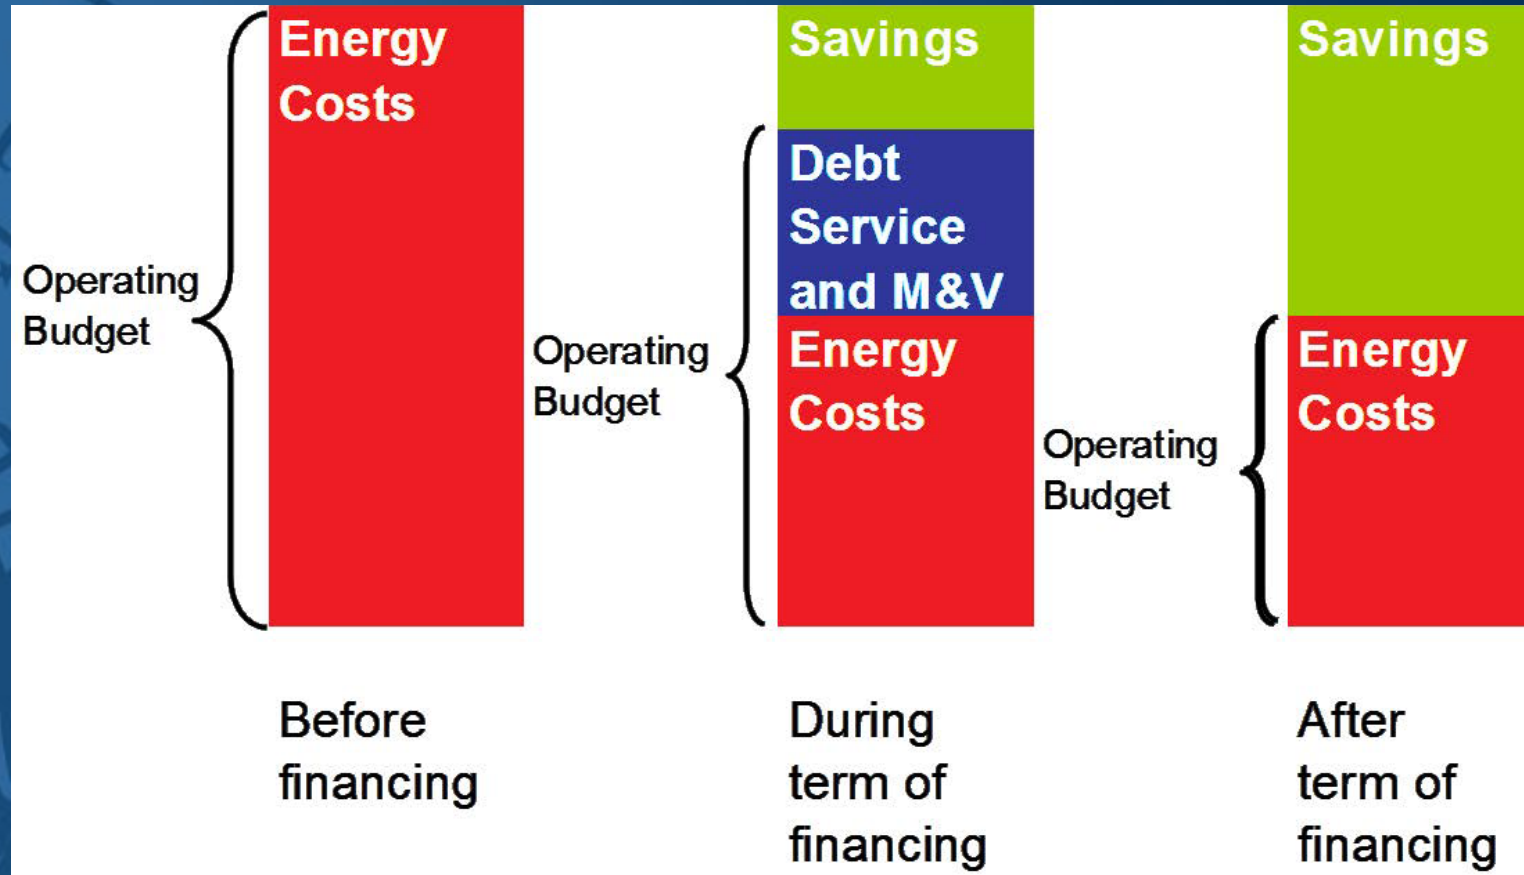 Energy
Costs
Operating
Budget
Before
financing
Savings
Debt
Service
and M&V
Energy
Costs
Operating
Budget
During
term of
financing
Savings
Energy
Costs
Operating
Budget
After
term of
financing